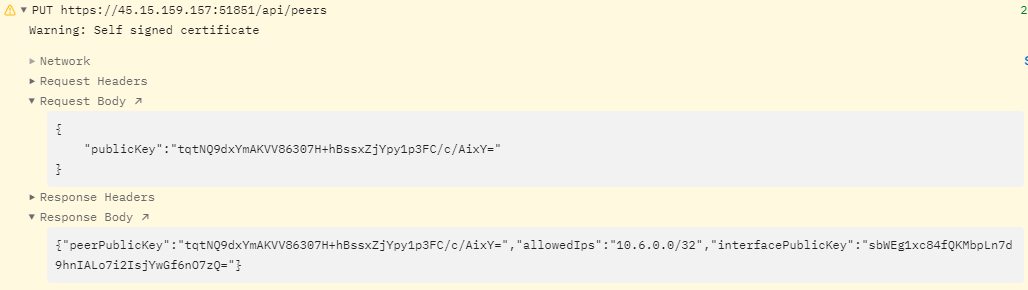 PUT https://45.15.159.157:51851/api/peers 2
Warning: Self signed certificate
Network S
Request Headers
Request Body ↗
{
"publicKey":"tqtNQ9dxYmAKVV86307H+hBssxZjYpy1p3FC/c/AixY="
}
Response Headers
Response Body ↗
{"peerPublicKey":"tqtNQ9dxYmAKVV86307H+hBssxZjYpy1p3FC/c/AixY=","allowedIps":"10.6.0.0/32","interfacePublicKey":"sbWEg1xc84fQKMbpLn7d
9hnIALo7i2IsjYwGf6nO7zQ="}